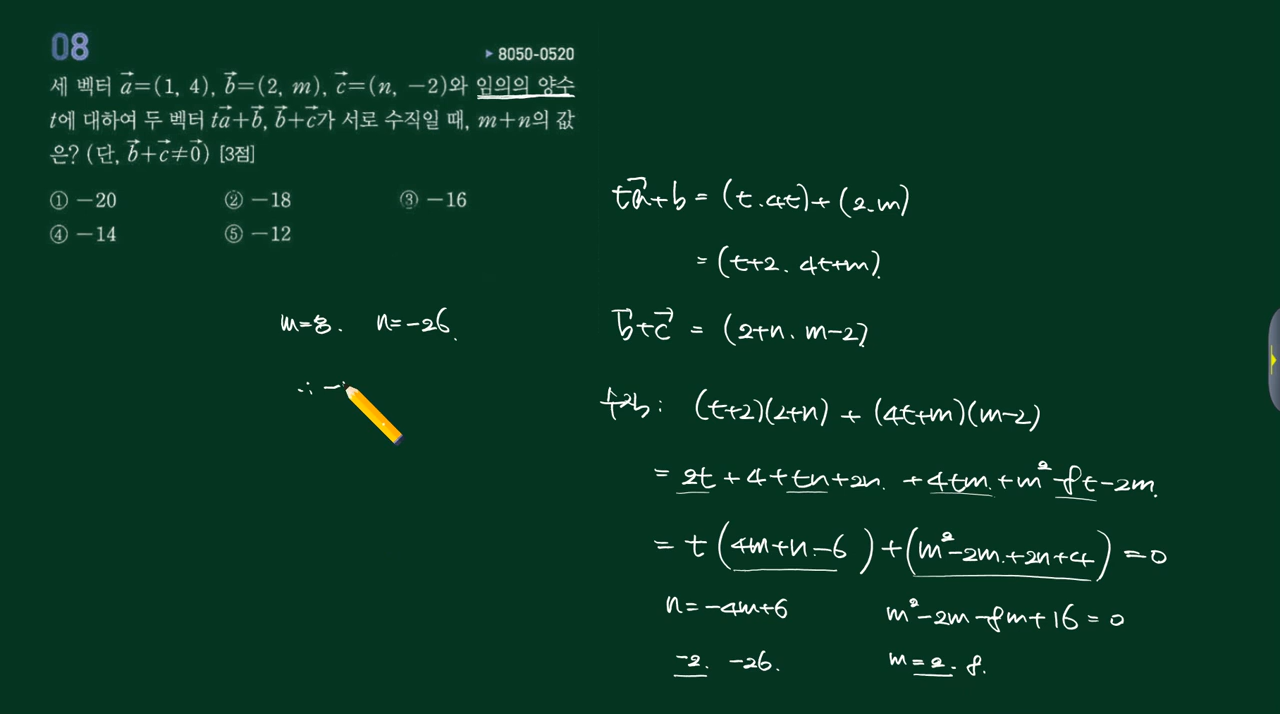 08
▶ 8050-0520
세 벡터 a⃗=(1, 4), b⃗=(2, m), c⃗=(n, -2)와 임의의 양수
t에 대하여 두 벡터 ta⃗+b⃗, b⃗+c⃗가 서로 수직일 때, m+n의 값
은? (단, b⃗+c⃗≠0⃗) [3점]
① -20 ② -18 ③ -16
④ -14 ⑤ -12
ta⃗+b = (t.4t)+(2.m)
= (t+2. 4t+m).
b⃗+c⃗ = (2+n. m-2)
수직: (t+2)(2+n) + (4t+m)(m-2)
= 2t+4+tn+2n. +4tm.+m²-8t-2m.
= t(4m+n-6)+(m²-2m+2n+4)=0
n=-4m+6 m²-2m-8m+16=0
-2. -26. m=2. 8.
m=8. n=-26.
∴ -